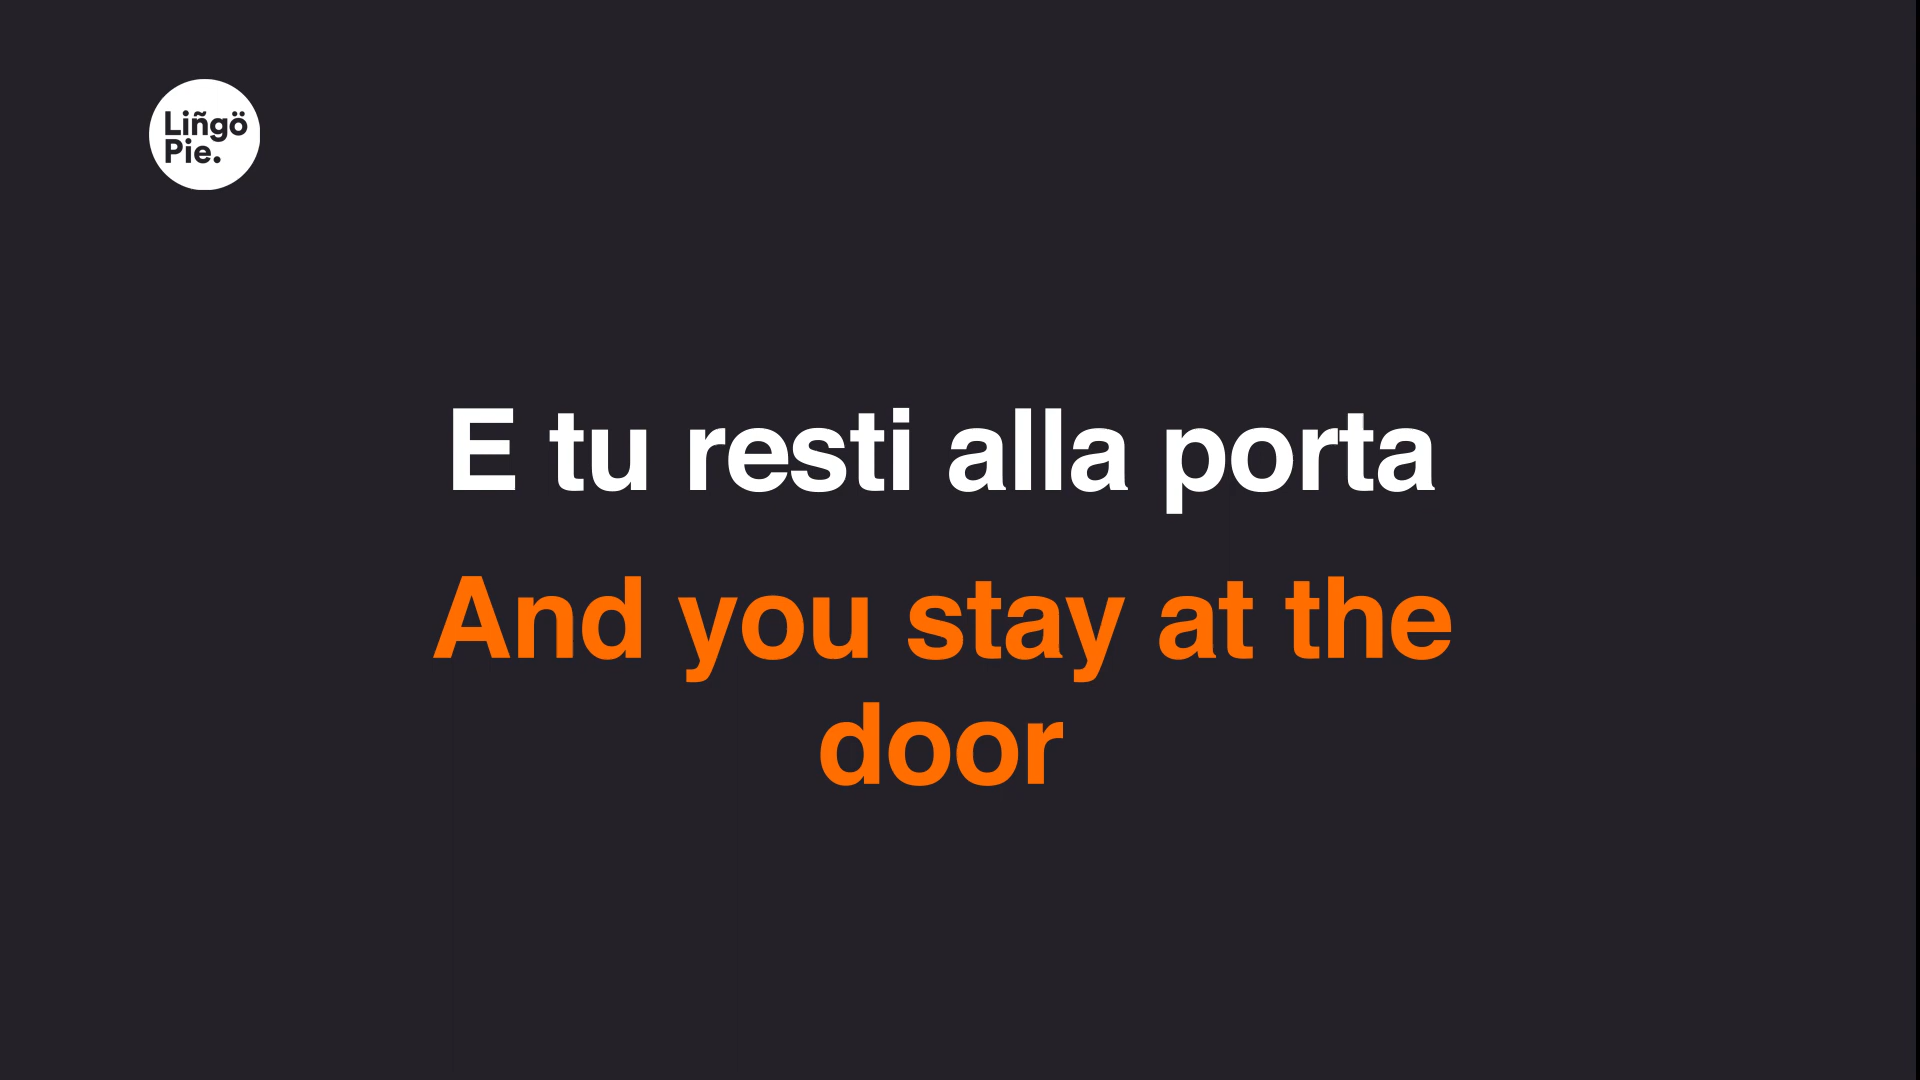 Liñgö
Pie.
E tu resti alla porta
And you stay at the
door